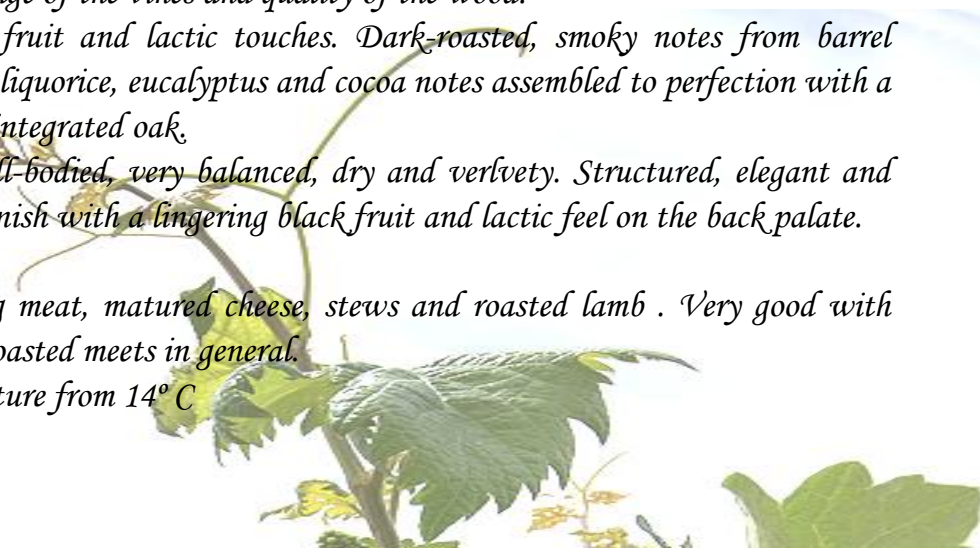 age of the vines and quality of the wood.
fruit and lactic touches. Dark-roasted, smoky notes from barrel
liquorice, eucalyptus and cocoa notes assembled to perfection with a
integrated oak.
ll-bodied, very balanced, dry and verlvety. Structured, elegant and
nish with a lingering black fruit and lactic feel on the back palate.
g meat, matured cheese, stews and roasted lamb . Very good with
oasted meets in general.
ture from 14º C